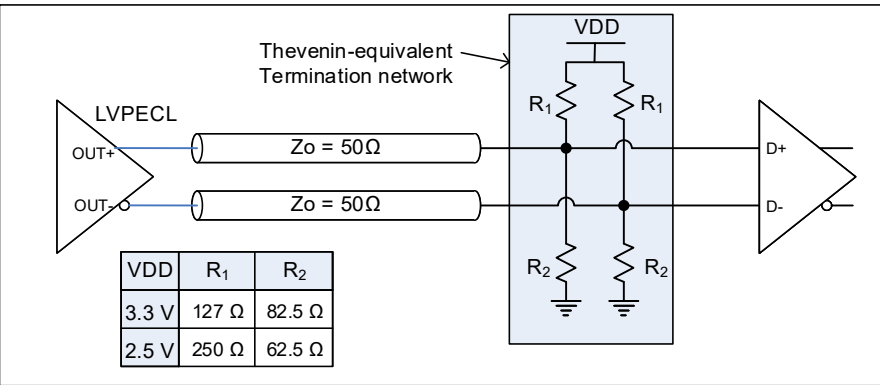 VDD
Thevenin-equivalent
Termination network
R₁
R₁
LVPECL
OUT+
Zo = 50Ω
D+
OUT-
Zo = 50Ω
D-
R₂
R₂
VDD R₁ R₂
3.3 V 127 Ω 82.5 Ω
2.5 V 250 Ω 62.5 Ω